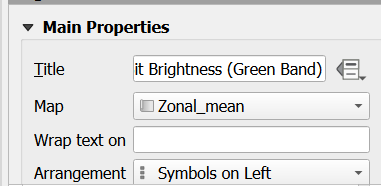 Main Properties
Title it Brightness (Green Band)
Map Zonal_mean
Wrap text on
Arrangement Symbols on Left